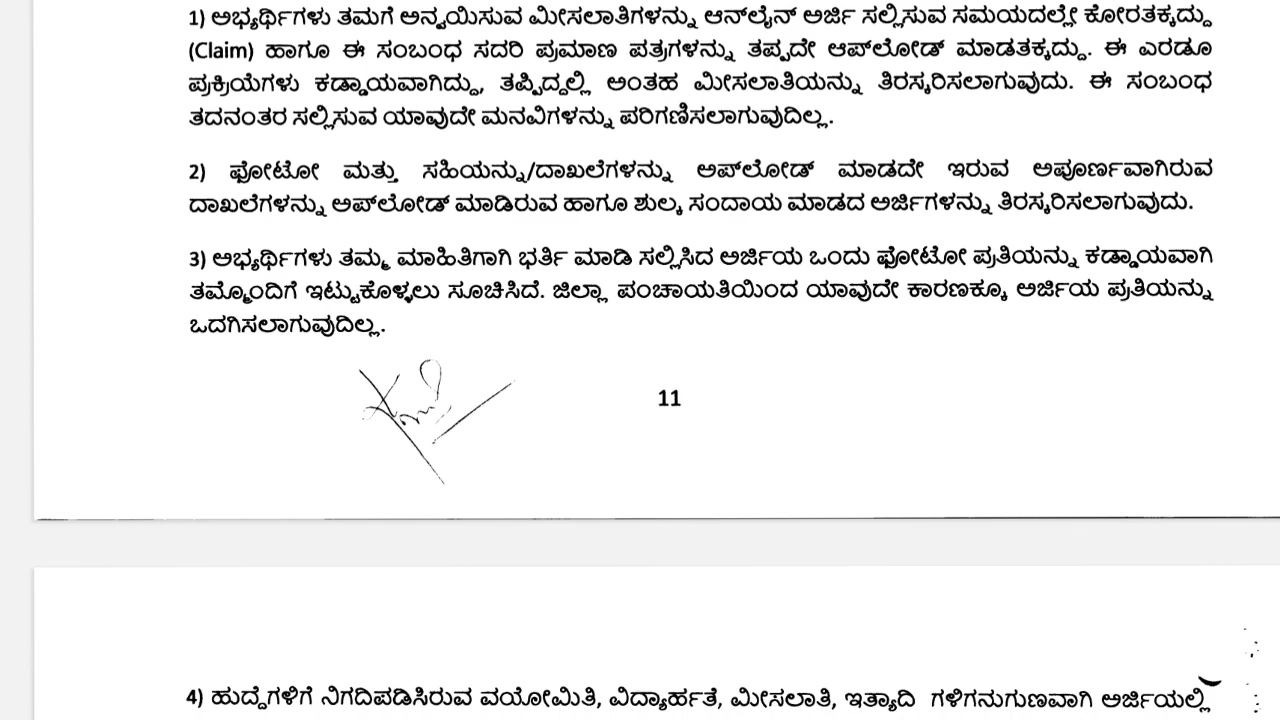 1) ಅಭ್ಯರ್ಥಿಗಳು ತಮಗೆ ಅನ್ವಯಿಸುವ ಮೀಸಲಾತಿಗಳನ್ನು ಆನ್‌ಲೈನ್ ಅರ್ಜಿ ಸಲ್ಲಿಸುವ ಸಮಯದಲ್ಲೇ ಕೋರತಕ್ಕದ್ದು
(Claim) ಹಾಗೂ ಈ ಸಂಬಂಧ ಸದರಿ ಪ್ರಮಾಣ ಪತ್ರಗಳನ್ನು ತಪ್ಪದೇ ಆಪ್‌ಲೋಡ್ ಮಾಡತಕ್ಕದ್ದು. ಈ ಎರಡೂ
ಪ್ರಕ್ರಿಯೆಗಳು ಕಡ್ಡಾಯವಾಗಿದ್ದು, ತಪ್ಪಿದ್ದಲ್ಲಿ ಅಂತಹ ಮೀಸಲಾತಿಯನ್ನು ತಿರಸ್ಕರಿಸಲಾಗುವುದು. ಈ ಸಂಬಂಧ
ತದನಂತರ ಸಲ್ಲಿಸುವ ಯಾವುದೇ ಮನವಿಗಳನ್ನು ಪರಿಗಣಿಸಲಾಗುವುದಿಲ್ಲ.
2) ಫೋಟೋ ಮತ್ತು ಸಹಿಯನ್ನು/ದಾಖಲೆಗಳನ್ನು ಅಪ್‌ಲೋಡ್ ಮಾಡದೇ ಇರುವ ಅಪೂರ್ಣವಾಗಿರುವ
ದಾಖಲೆಗಳನ್ನು ಅಪ್‌ಲೋಡ್ ಮಾಡಿರುವ ಹಾಗೂ ಶುಲ್ಕ ಸಂದಾಯ ಮಾಡದ ಅರ್ಜಿಗಳನ್ನು ತಿರಸ್ಕರಿಸಲಾಗುವುದು.
3) ಅಭ್ಯರ್ಥಿಗಳು ತಮ್ಮ ಮಾಹಿತಿಗಾಗಿ ಭರ್ತಿ ಮಾಡಿ ಸಲ್ಲಿಸಿದ ಅರ್ಜಿಯ ಒಂದು ಫೋಟೋ ಪ್ರತಿಯನ್ನು ಕಡ್ಡಾಯವಾಗಿ
ತಮ್ಮೊಂದಿಗೆ ಇಟ್ಟುಕೊಳ್ಳಲು ಸೂಚಿಸಿದೆ. ಜಿಲ್ಲಾ ಪಂಚಾಯತಿಯಿಂದ ಯಾವುದೇ ಕಾರಣಕ್ಕೂ ಅರ್ಜಿಯ ಪ್ರತಿಯನ್ನು
ಒದಗಿಸಲಾಗುವುದಿಲ್ಲ.
11
4) ಹುದ್ದೆಗಳಿಗೆ ನಿಗದಿಪಡಿಸಿರುವ ವಯೋಮಿತಿ, ವಿದ್ಯಾರ್ಹತೆ, ಮೀಸಲಾತಿ, ಇತ್ಯಾದಿ ಗಳಿಗನುಗುಣವಾಗಿ ಅರ್ಜಿಯಲ್ಲಿ